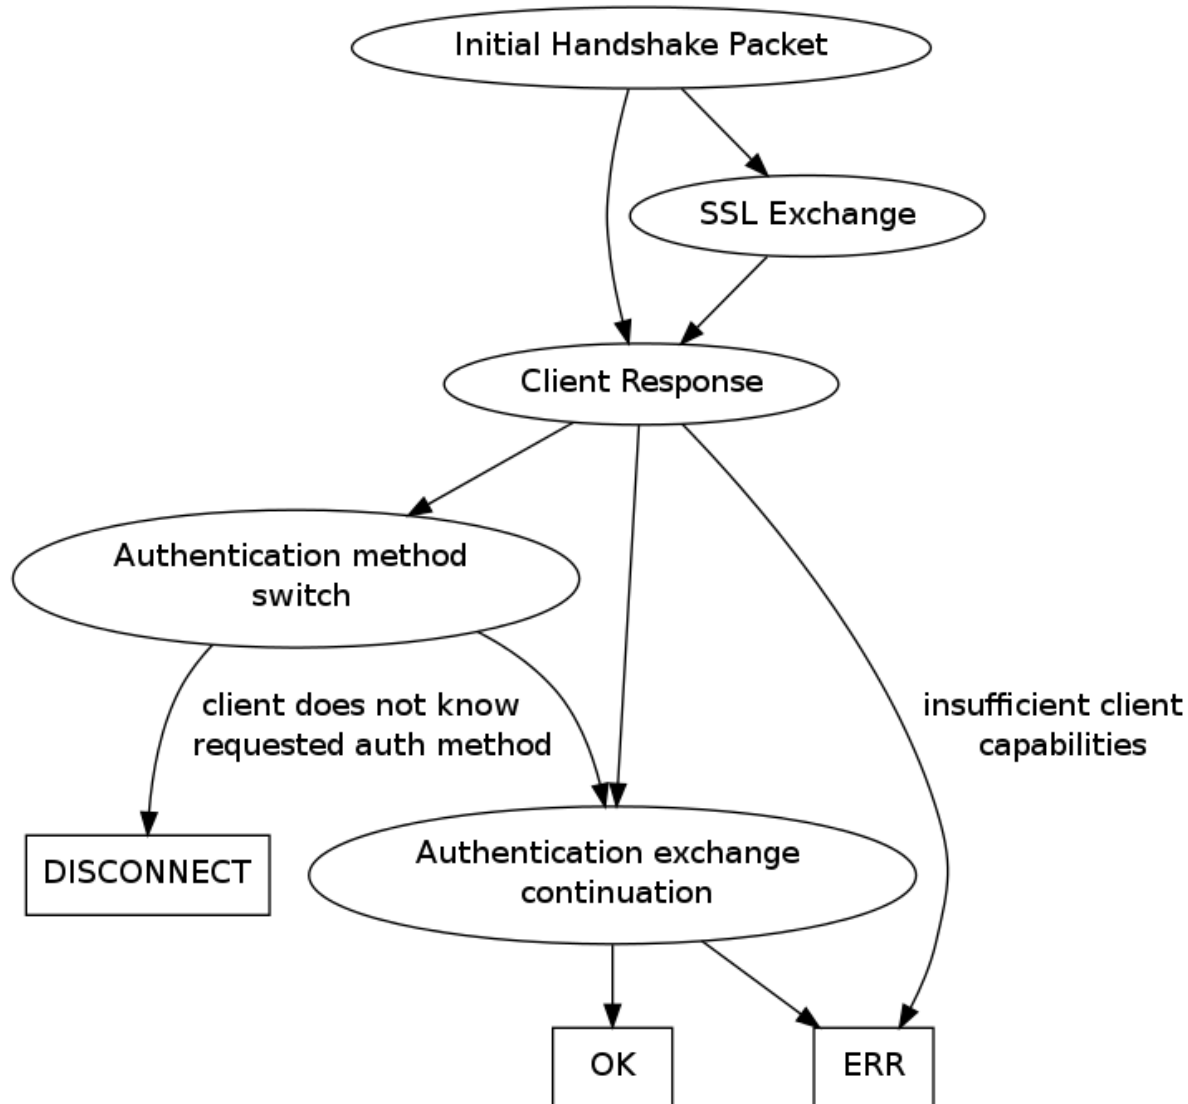 Initial Handshake Packet
SSL Exchange
Client Response
Authentication method
switch
client does not know
requested auth method
insufficient client
capabilities
DISCONNECT
Authentication exchange
continuation
OK
ERR